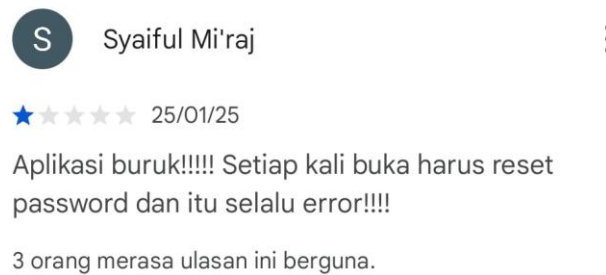 S
Syaiful Mi'raj
25/01/25
Aplikasi buruk!!!!! Setiap kali buka harus reset
password dan itu selalu error!!!!
3 orang merasa ulasan ini berguna.